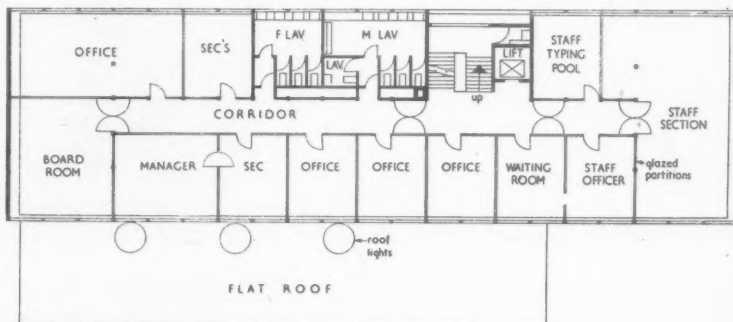 F LAV
M LAV
STAFF
TYPING
POOL
OFFICE
SEC'S
LAV
LIFT
up
CORRIDOR
STAFF
SECTION
BOARD
ROOM
MANAGER
SEC
OFFICE
OFFICE
OFFICE
WAITING
ROOM
STAFF
OFFICER
glazed
partitions
roof
lights
FLAT ROOF